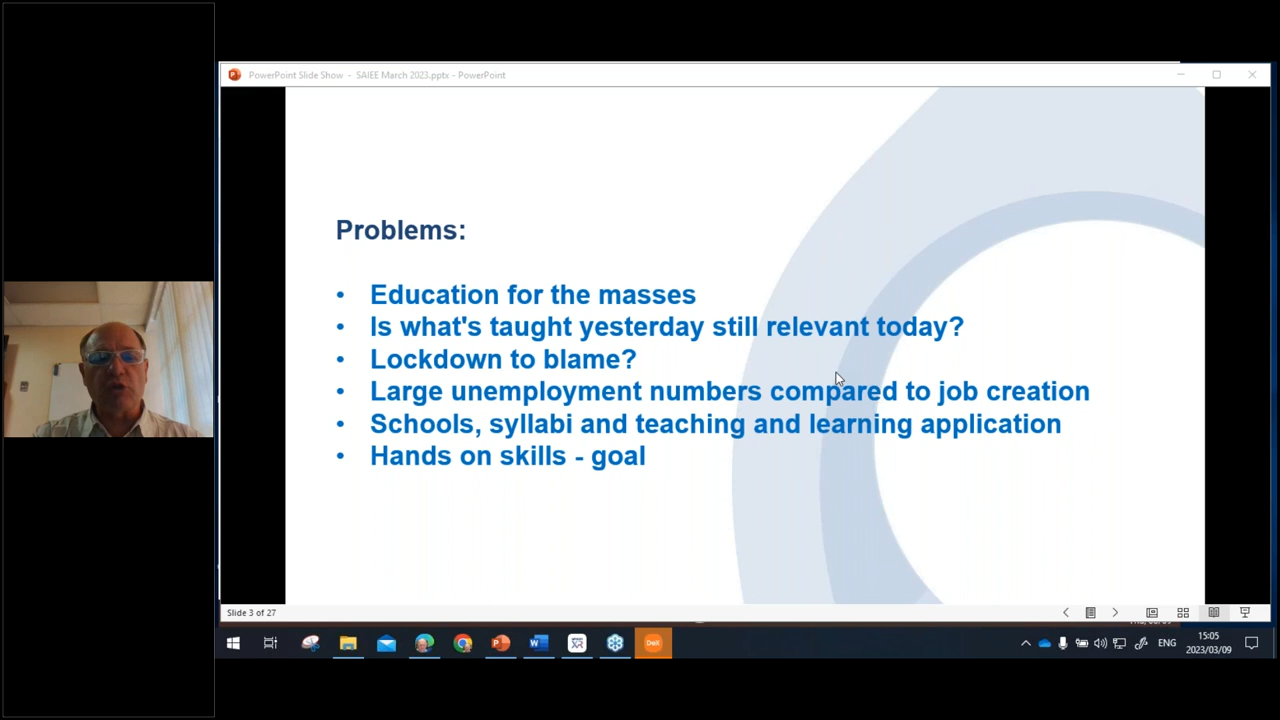 PowerPoint Slide Show - SAIEE March 2023.pptx - PowerPoint
Problems:
• Education for the masses
• Is what's taught yesterday still relevant today?
• Lockdown to blame?
• Large unemployment numbers compared to job creation
• Schools, syllabi and teaching and learning application
• Hands on skills - goal
Slide 3 of 27
DeX
ENG
15:05
2023/03/09